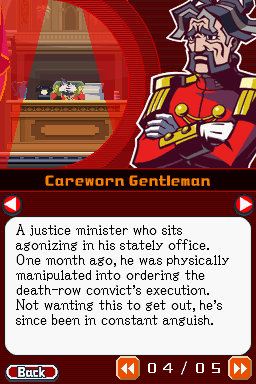 Careworn Gentleman
A justice minister who sits
agonizing in his stately office.
One month ago, he was physically
manipulated into ordering the
death-row convict's execution.
Not wanting this to get out, he's
since been in constant anguish.
Back
04/05